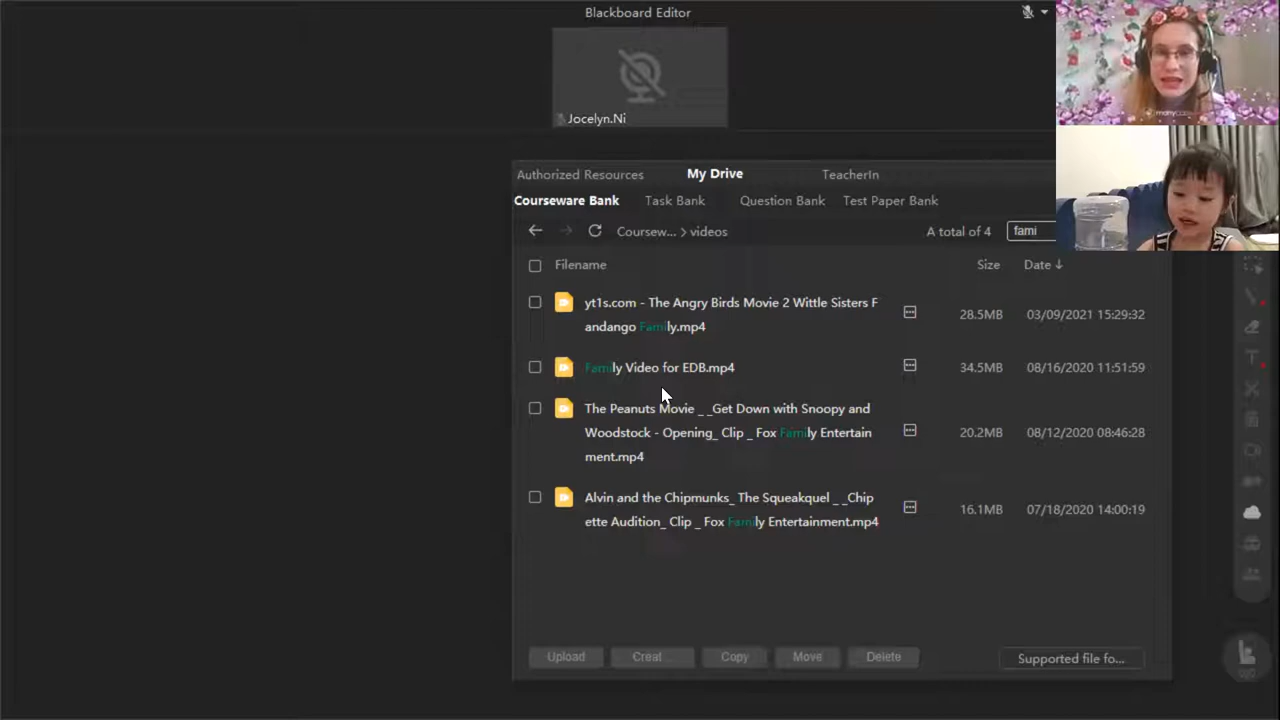 Blackboard Editor
Jocelyn.Ni
Authorized Resources My Drive TeacherIn
Courseware Bank Task Bank Question Bank Test Paper Bank
Coursew... > videos A total of 4 fami
Filename Size Date ↓
yt1s.com - The Angry Birds Movie 2 Wittle Sisters F
andango Family.mp4
28.5MB 03/09/2021 15:29:32
Family Video for EDB.mp4 34.5MB 08/16/2020 11:51:59
The Peanuts Movie _ _Get Down with Snoopy and
Woodstock - Opening_ Clip _ Fox Family Entertain
ment.mp4
20.2MB 08/12/2020 08:46:28
Alvin and the Chipmunks_ The Squeakquel _ _Chip
ette Audition_ Clip _ Fox Family Entertainment.mp4
16.1MB 07/18/2020 14:00:19
Upload Creat Copy Move Delete Supported file fo...